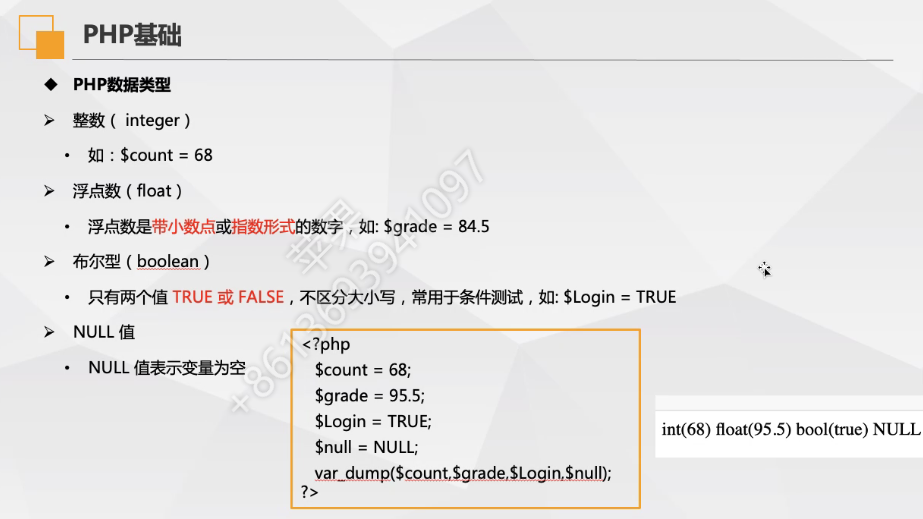 PHP基础
◆ PHP数据类型
➢ 整数（ integer ）
• 如：$count = 68
➢ 浮点数（float ）
• 浮点数是带小数点或指数形式的数字，如: $grade = 84.5
➢ 布尔型（boolean ）
• 只有两个值 TRUE 或 FALSE，不区分大小写，常用于条件测试，如: $Login = TRUE
➢ NULL 值
• NULL 值表示变量为空
<?php
$count = 68;
$grade = 95.5;
$Login = TRUE;
$null = NULL;
var_dump($count,$grade,$Login,$null);
?>
int(68) float(95.5) bool(true) NULL
苹果
+8613693941097